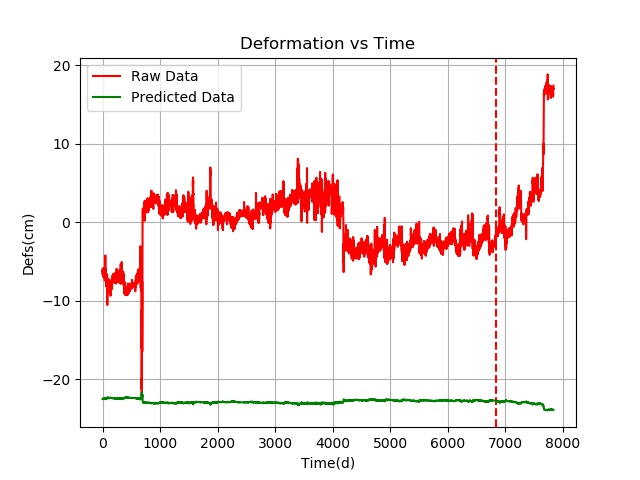 Deformation vs Time
Raw Data
Predicted Data
Defs(cm)
20
10
0
−10
−20
0 1000 2000 3000 4000 5000 6000 7000 8000
Time(d)